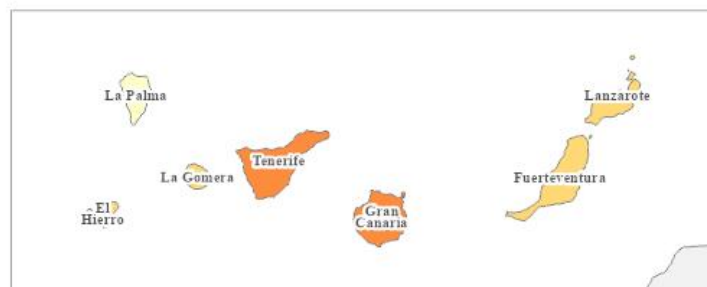 La Palma
Lanzarote
Tenerife
La Gomera
Fuerteventura
El
Hierro
Gran
Canaria